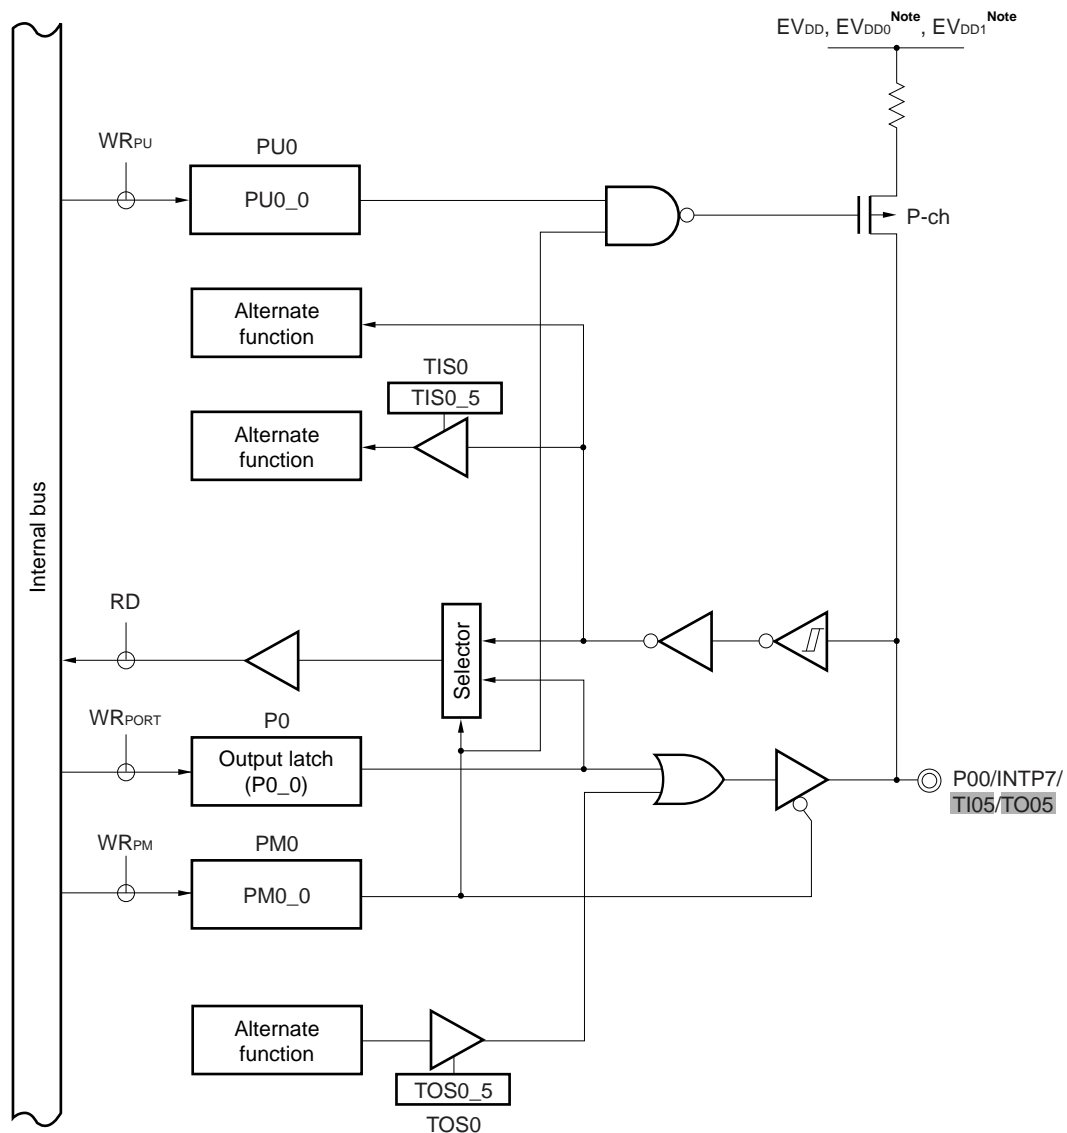 EVDD, EVDD0Note, EVDD1Note
WRPU
PU0
PU0_0
P-ch
Alternate
function
TIS0
TIS0_5
Alternate
function
Internal bus
RD
Selector
WRPORT
P0
Output latch
(P0_0)
P00/INTP7/
TI05/TO05
WRPM
PM0
PM0_0
Alternate
function
TOS0_5
TOS0